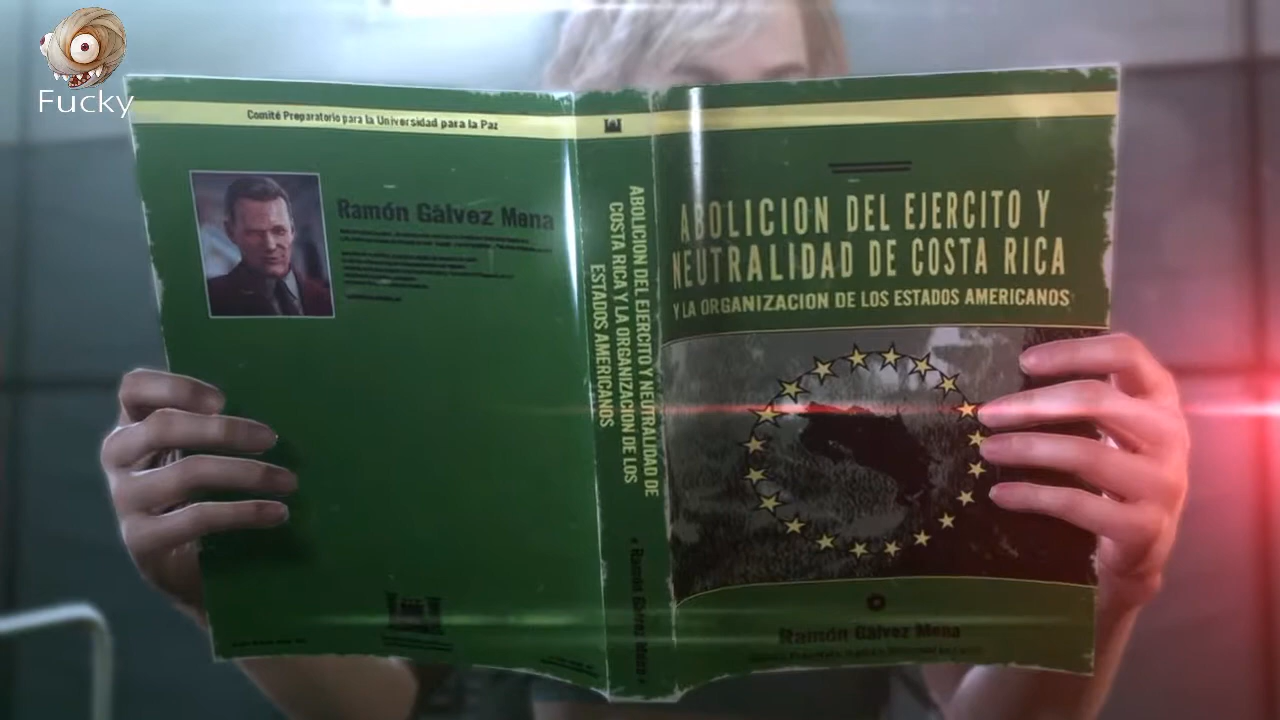 Fucky
Comité Preparatorio para la Universidad para la Paz
Ramón Gálvez Mena
ABOLICION DEL EJERCITO Y NEUTRALIDAD DE
COSTA RICA Y LA ORGANIZACION DE LOS
ESTADOS AMERICANOS
Ramón Gálvez Mena
ABOLICION DEL EJERCITO Y
NEUTRALIDAD DE COSTA RICA
Y LA ORGANIZACION DE LOS ESTADOS AMERICANOS
Ramón Gálvez Mena